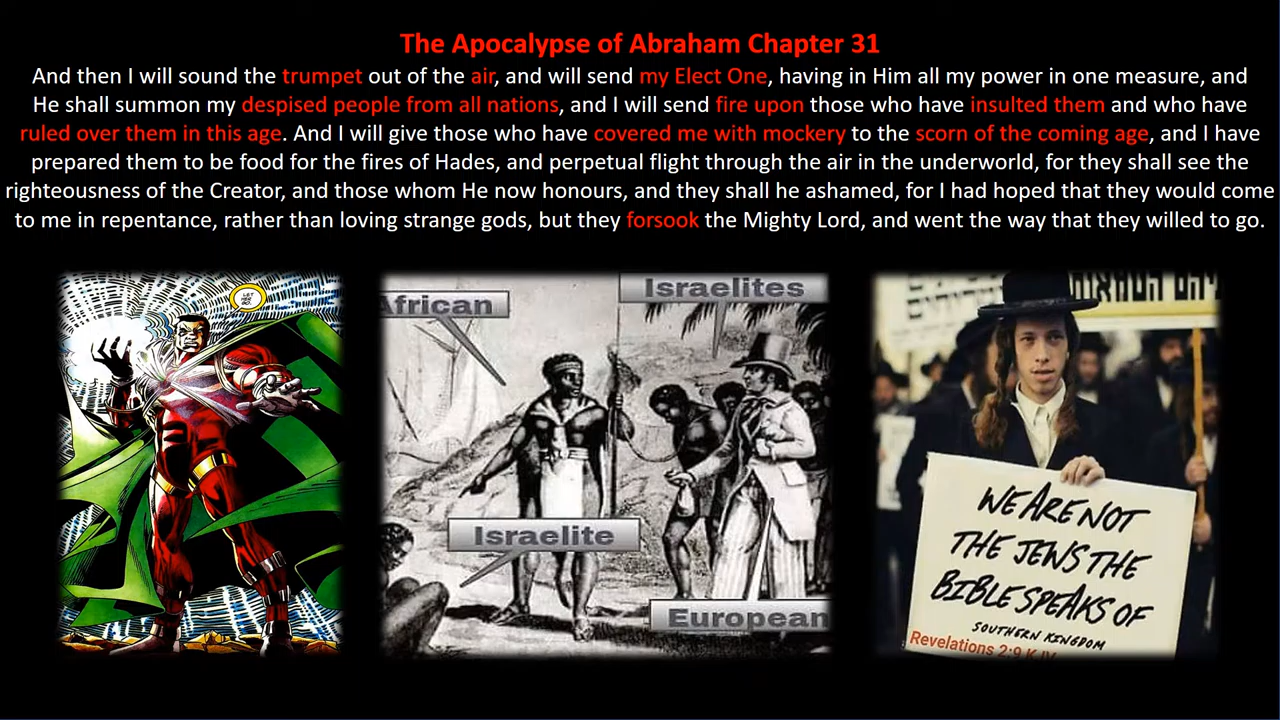 The Apocalypse of Abraham Chapter 31
And then I will sound the trumpet out of the air, and will send my Elect One, having in Him all my power in one measure, and
He shall summon my despised people from all nations, and I will send fire upon those who have insulted them and who have
ruled over them in this age. And I will give those who have covered me with mockery to the scorn of the coming age, and I have
prepared them to be food for the fires of Hades, and perpetual flight through the air in the underworld, for they shall see the
righteousness of the Creator, and those whom He now honours, and they shall he ashamed, for I had hoped that they would come
to me in repentance, rather than loving strange gods, but they forsook the Mighty Lord, and went the way that they willed to go.
African
Israelites
Israelite
European
WE ARE NOT
THE JEWS THE
BIBLE SPEAKS OF
SOUTHERN KINGDOM
Revelations 2:9 KJV